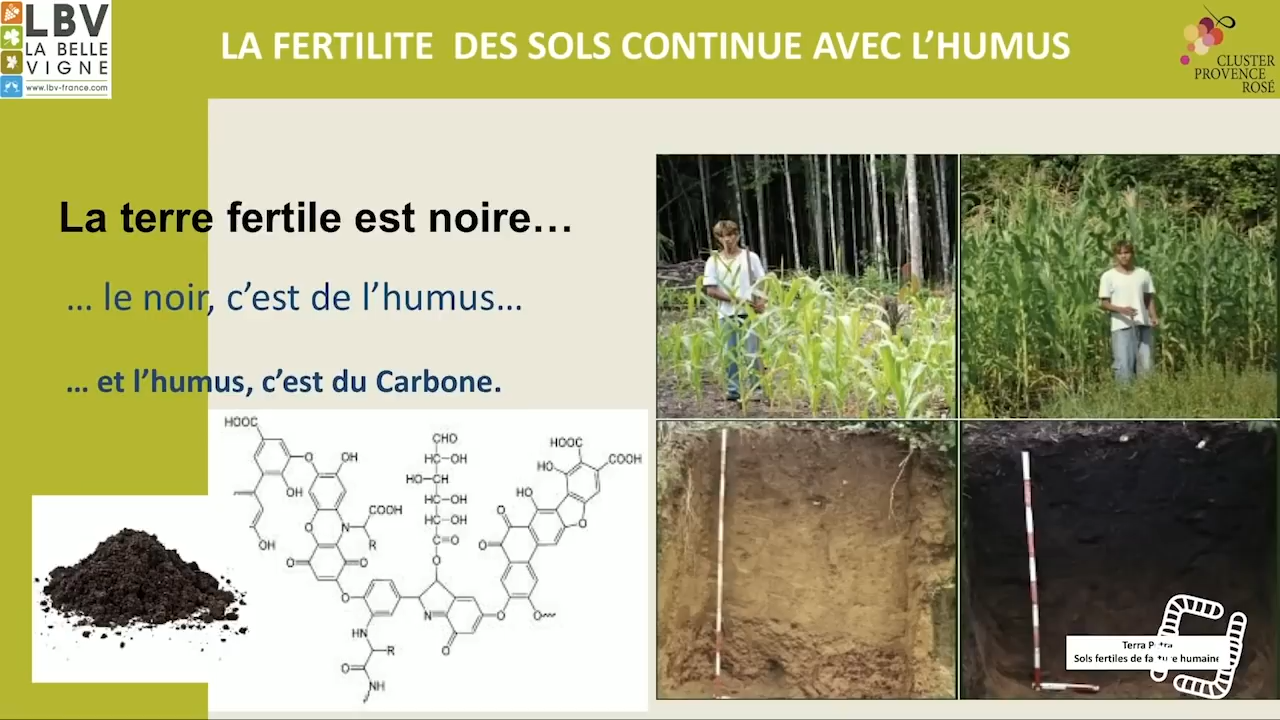 LBV
LA BELLE
VIGNE
www.lbv-france.com
LA FERTILITE DES SOLS CONTINUE AVEC L’HUMUS
CLUSTER
PROVENCE
ROSÉ
La terre fertile est noire…
… le noir, c’est de l’humus…
… et l’humus, c’est du Carbone.
HOOC
O
OH
OH
O
N
COOH
R
OH
O
O
O
HN
R
O
NH
CHO
HC OH
HO CH
HC OH
HC OH
C=O
O
N
O
O
O
O
O
HO
HO
HOOC
COOH
O
Terra
Sols fertiles de humaine